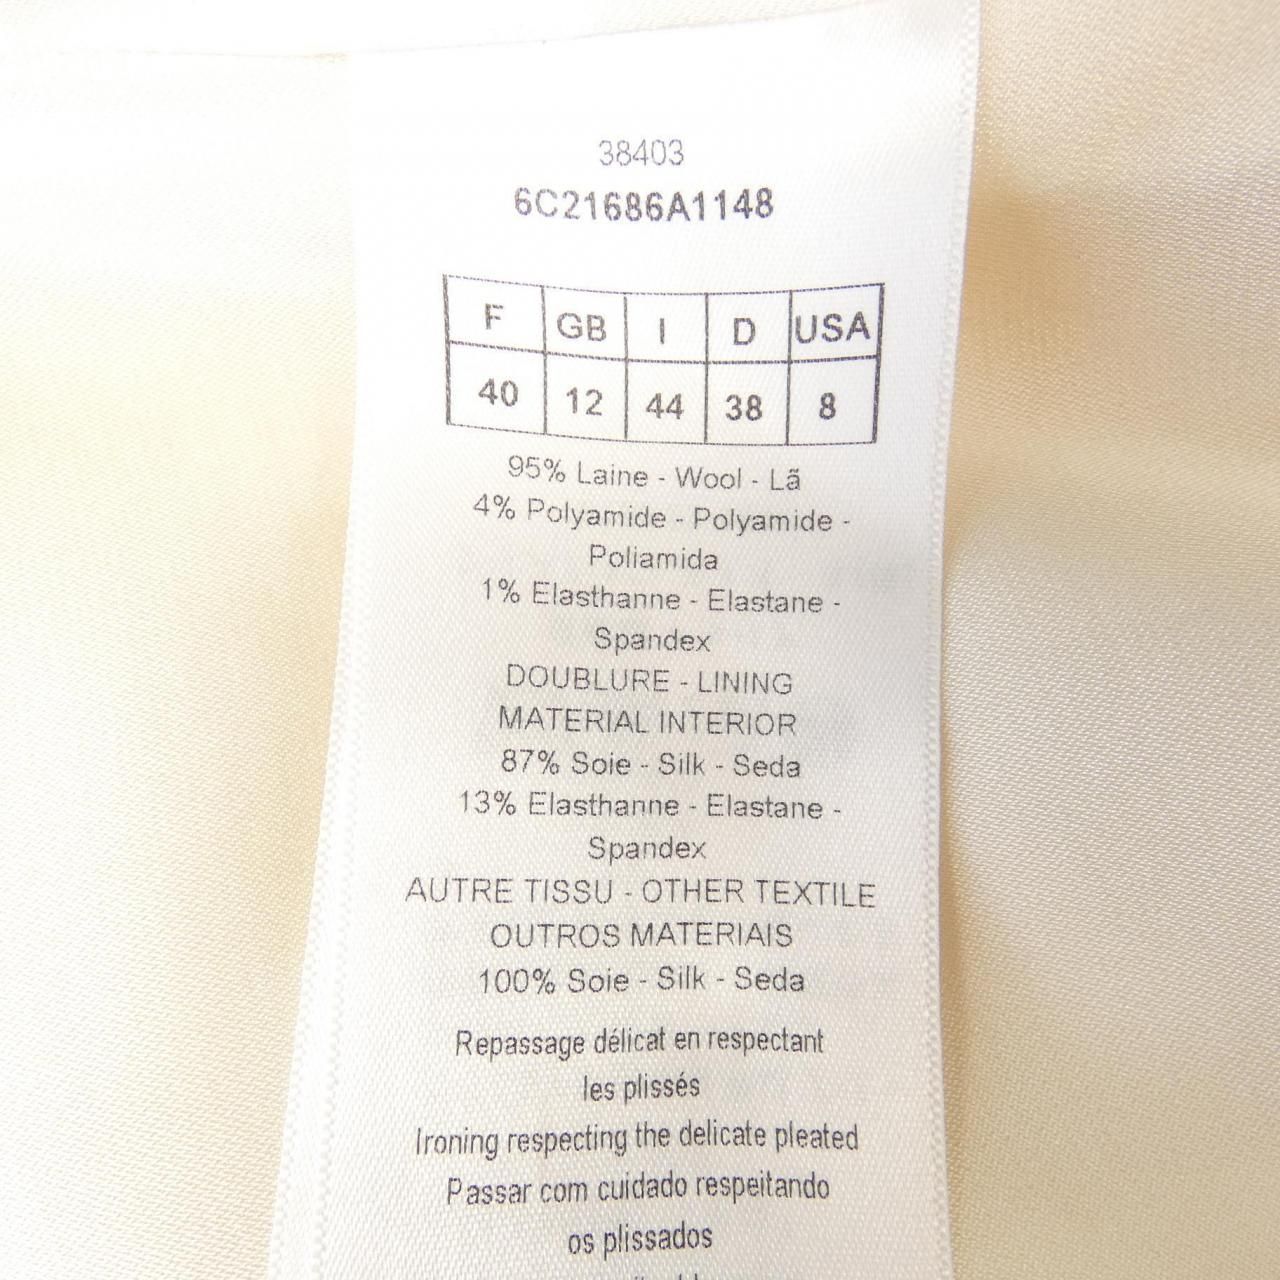 38403
6C21686A1148
F GB I D USA
40 12 44 38 8
95% Laine - Wool - Lã
4% Polyamide - Polyamide -
Poliamida
1% Elasthanne - Elastane -
Spandex
DOUBLURE - LINING
MATERIAL INTERIOR
87% Soie - Silk - Seda
13% Elasthanne - Elastane -
Spandex
AUTRE TISSU - OTHER TEXTILE
OUTROS MATERIAIS
100% Soie - Silk - Seda
Repassage délicat en respectant
les plissés
Ironing respecting the delicate pleated
Passar com cuidado respeitando
os plissados